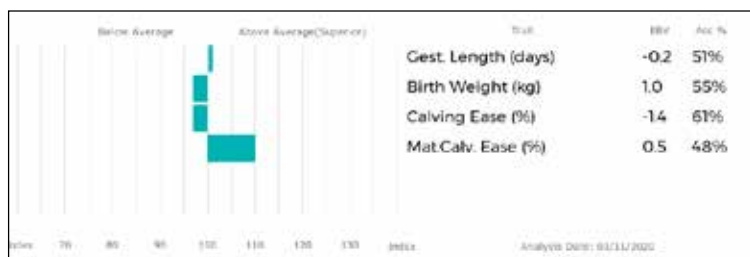 Below Average Above Average(Superior) Trait EBV Acc %
Gest. Length (days) -0.2 51%
Birth Weight (kg) 1.0 55%
Calving Ease (%) -1.4 61%
Mat.Calv. Ease (%) 0.5 48%
70 80 90 100 110 120 130 Index Analysis Date: 03/11/2020